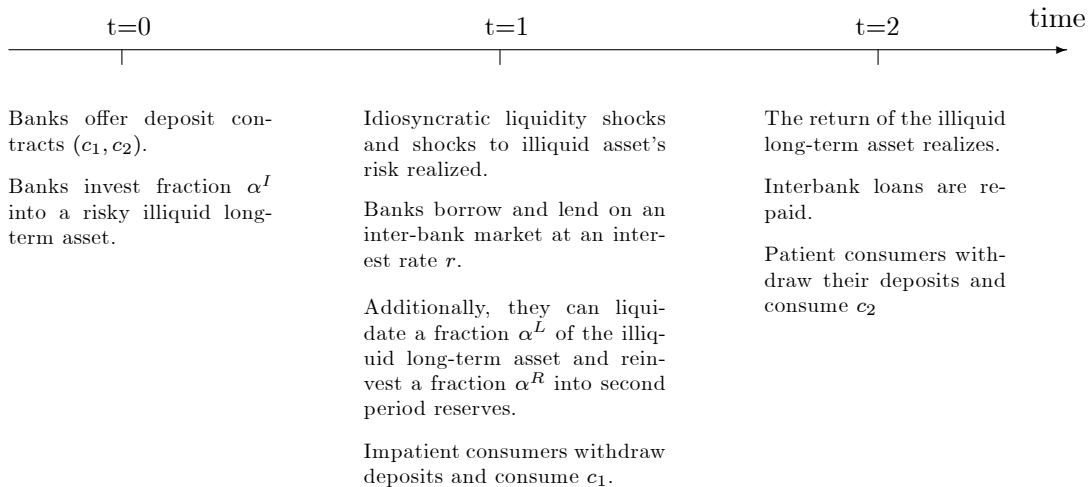 time
t=0
t=1
t=2
Banks offer deposit con-
tracts (c₁, c₂).
Banks invest fraction αᴵ
into a risky illiquid long-
term asset.
Idiosyncratic liquidity shocks
and shocks to illiquid asset's
risk realized.
Banks borrow and lend on an
inter-bank market at an inter-
est rate r.
Additionally, they can liqui-
date a fraction αᴸ of the illiq-
uid long-term asset and rein-
vest a fraction αᴿ into second
period reserves.
Impatient consumers withdraw
deposits and consume c₁.
The return of the illiquid
long-term asset realizes.
Interbank loans are re-
paid.
Patient consumers with-
draw their deposits and
consume c₂